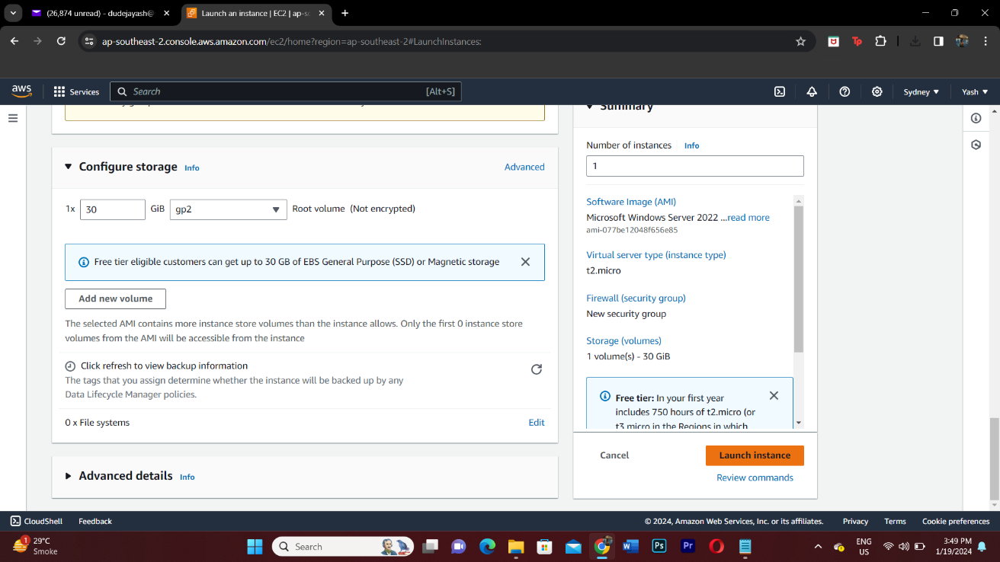 (26,874 unread) - dudejayash@
Launch an instance | EC2 | ap-so
ap-southeast-2.console.aws.amazon.com/ec2/home?region=ap-southeast-2#LaunchInstances:
aws
Services
Search
[Alt+S]
Sydney
Yash
Summary
Number of instances Info
1
Configure storage Info
Advanced
1x
30
GiB
gp2
Root volume (Not encrypted)
Free tier eligible customers can get up to 30 GB of EBS General Purpose (SSD) or Magnetic storage
Add new volume
The selected AMI contains more instance store volumes than the instance allows. Only the first 0 instance store
volumes from the AMI will be accessible from the instance
Click refresh to view backup information
The tags that you assign determine whether the instance will be backed up by any
Data Lifecycle Manager policies.
0 x File systems
Edit
Advanced details Info
Software Image (AMI)
Microsoft Windows Server 2022 ...read more
ami-077be12048f656e85
Virtual server type (instance type)
t2.micro
Firewall (security group)
New security group
Storage (volumes)
1 volume(s) - 30 GiB
Free tier: In your first year
includes 750 hours of t2.micro (or
t3.micro in the Regions in which
Cancel
Launch instance
Review commands
CloudShell
Feedback
© 2024, Amazon Web Services, Inc. or its affiliates.
Privacy
Terms
Cookie preferences
1
29°C
Smoke
Search
Ps
Pr
ENG
US
3:49 PM
1/19/2024